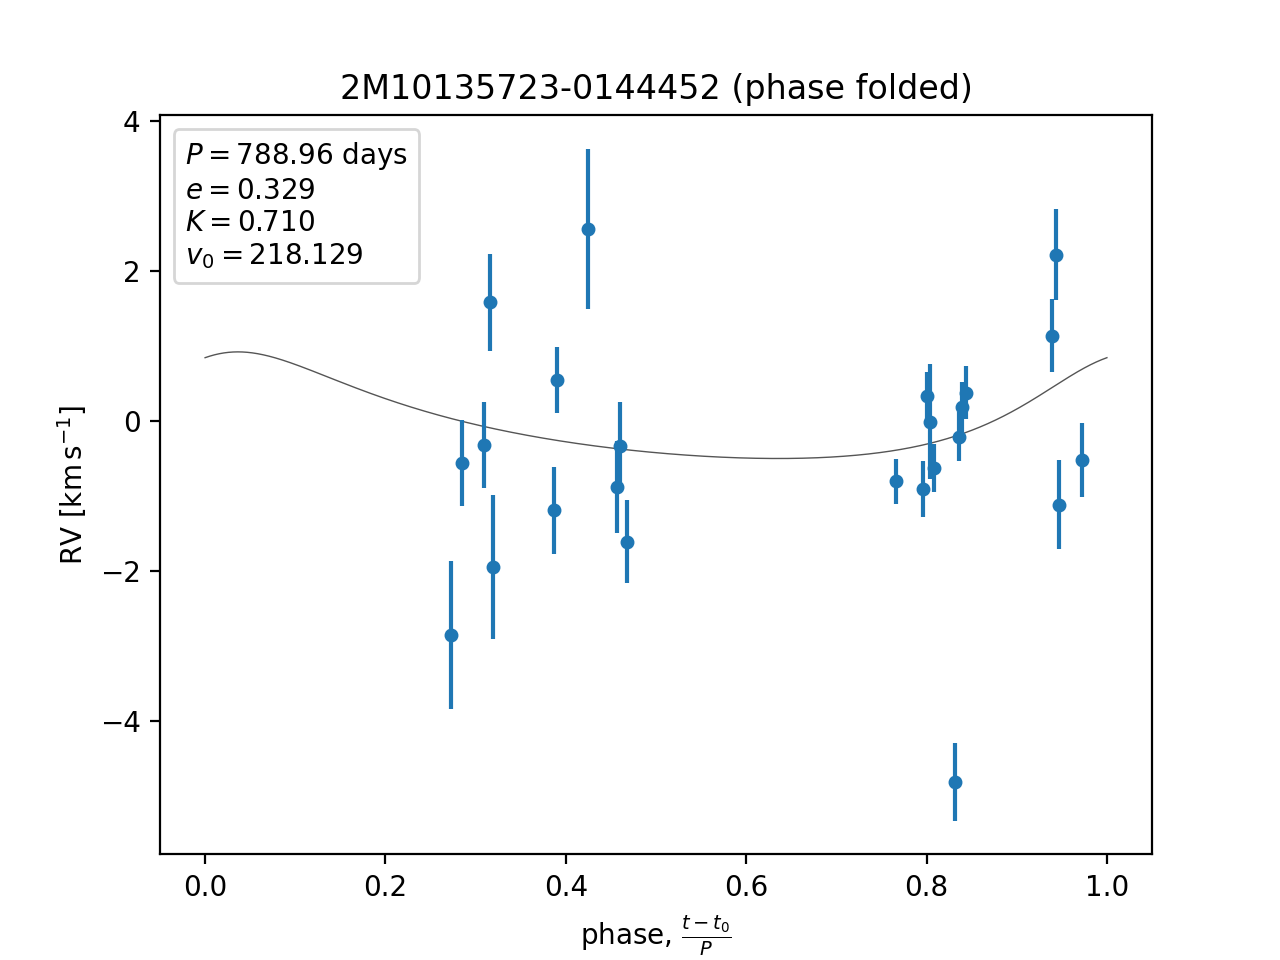 2M10135723-0144452 (phase folded)
P = 788.96 days
e = 0.329
K = 0.710
v₀ = 218.129
4
2
0
−2
−4
RV [km s⁻¹]
0.0 0.2 0.4 0.6 0.8 1.0
phase, (t − t₀)/P